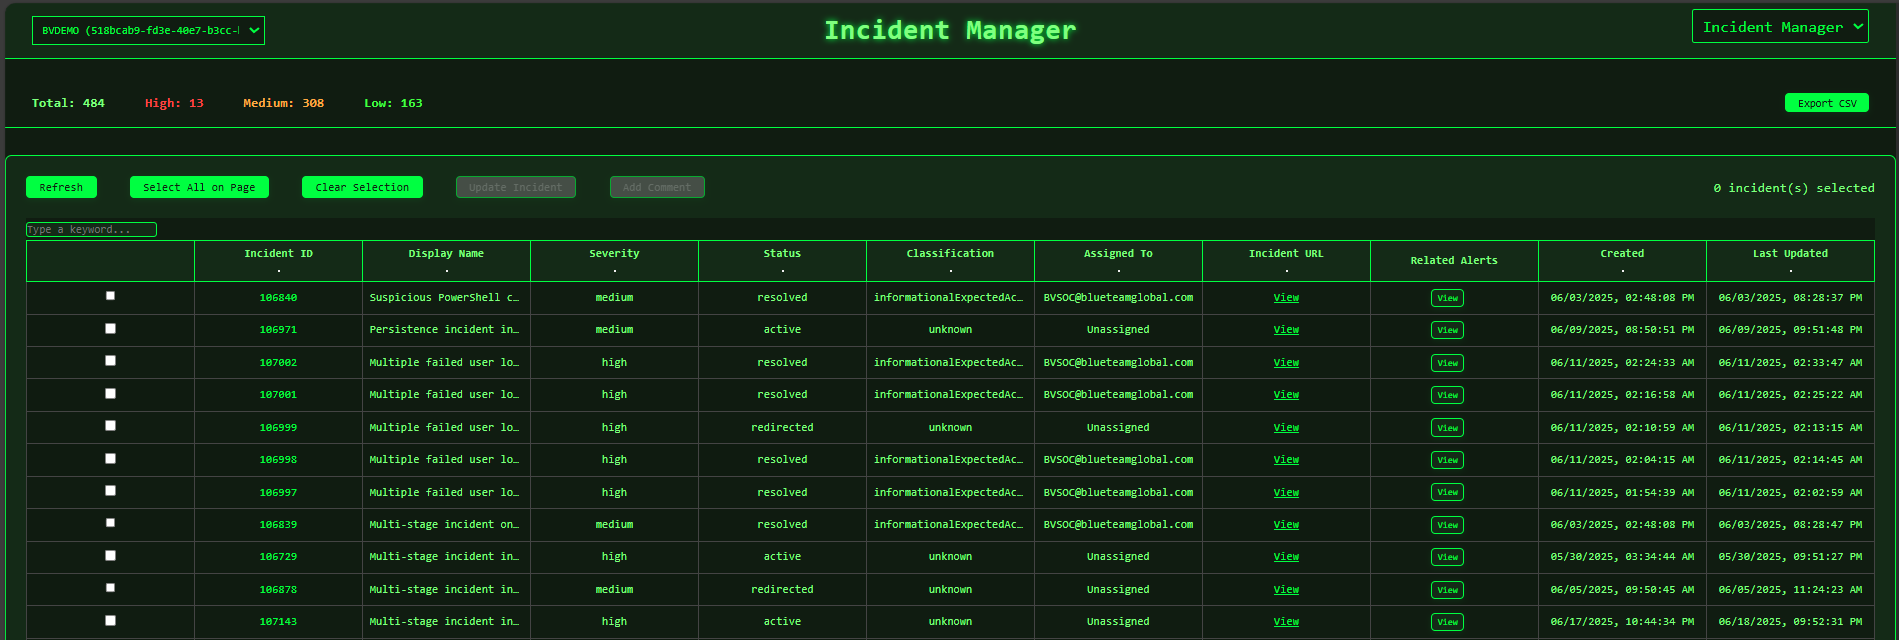 BVDEMO (518bcab9-fd3e-40e7-b3cc-
Incident Manager
Incident Manager
Total: 484 High: 13 Medium: 308 Low: 163
Export CSV
Refresh Select All on Page Clear Selection Update Incident Add Comment
0 incident(s) selected
Type a keyword...
Incident ID Display Name Severity Status Classification Assigned To Incident URL Related Alerts Created Last Updated
106840 Suspicious PowerShell c… medium resolved informationalExpectedAc… BVSOC@blueteamglobal.com View View 06/03/2025, 02:48:08 PM 06/03/2025, 08:28:37 PM
106971 Persistence incident in… medium active unknown Unassigned View View 06/09/2025, 08:50:51 PM 06/09/2025, 09:51:48 PM
107002 Multiple failed user lo… high resolved informationalExpectedAc… BVSOC@blueteamglobal.com View View 06/11/2025, 02:24:33 AM 06/11/2025, 02:33:47 AM
107001 Multiple failed user lo… high resolved informationalExpectedAc… BVSOC@blueteamglobal.com View View 06/11/2025, 02:16:58 AM 06/11/2025, 02:25:22 AM
106999 Multiple failed user lo… high redirected unknown Unassigned View View 06/11/2025, 02:10:59 AM 06/11/2025, 02:13:15 AM
106998 Multiple failed user lo… high resolved informationalExpectedAc… BVSOC@blueteamglobal.com View View 06/11/2025, 02:04:15 AM 06/11/2025, 02:14:45 AM
106997 Multiple failed user lo… high resolved informationalExpectedAc… BVSOC@blueteamglobal.com View View 06/11/2025, 01:54:39 AM 06/11/2025, 02:02:59 AM
106839 Multi-stage incident on… medium resolved informationalExpectedAc… BVSOC@blueteamglobal.com View View 06/03/2025, 02:48:08 PM 06/03/2025, 08:28:47 PM
106729 Multi-stage incident in… high active unknown Unassigned View View 05/30/2025, 03:34:44 AM 05/30/2025, 09:51:27 PM
106878 Multi-stage incident in… medium redirected unknown Unassigned View View 06/05/2025, 09:50:45 AM 06/05/2025, 11:24:23 AM
107143 Multi-stage incident in… high active unknown Unassigned View View 06/17/2025, 10:44:34 PM 06/18/2025, 09:52:31 PM